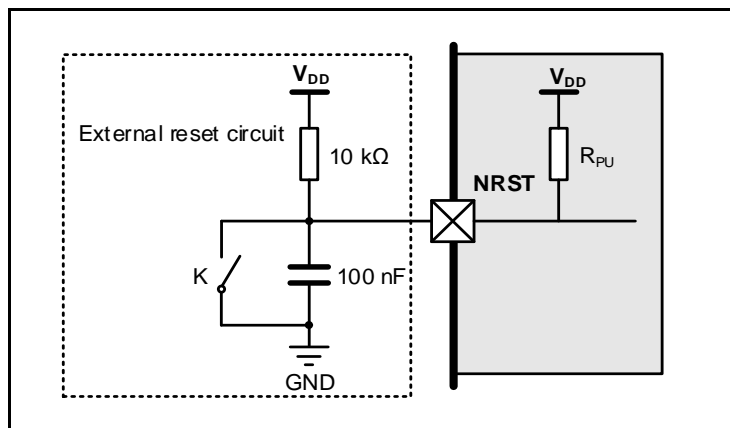 V_DD
External reset circuit
10 kΩ
K
100 nF
GND
NRST
V_DD
R_PU